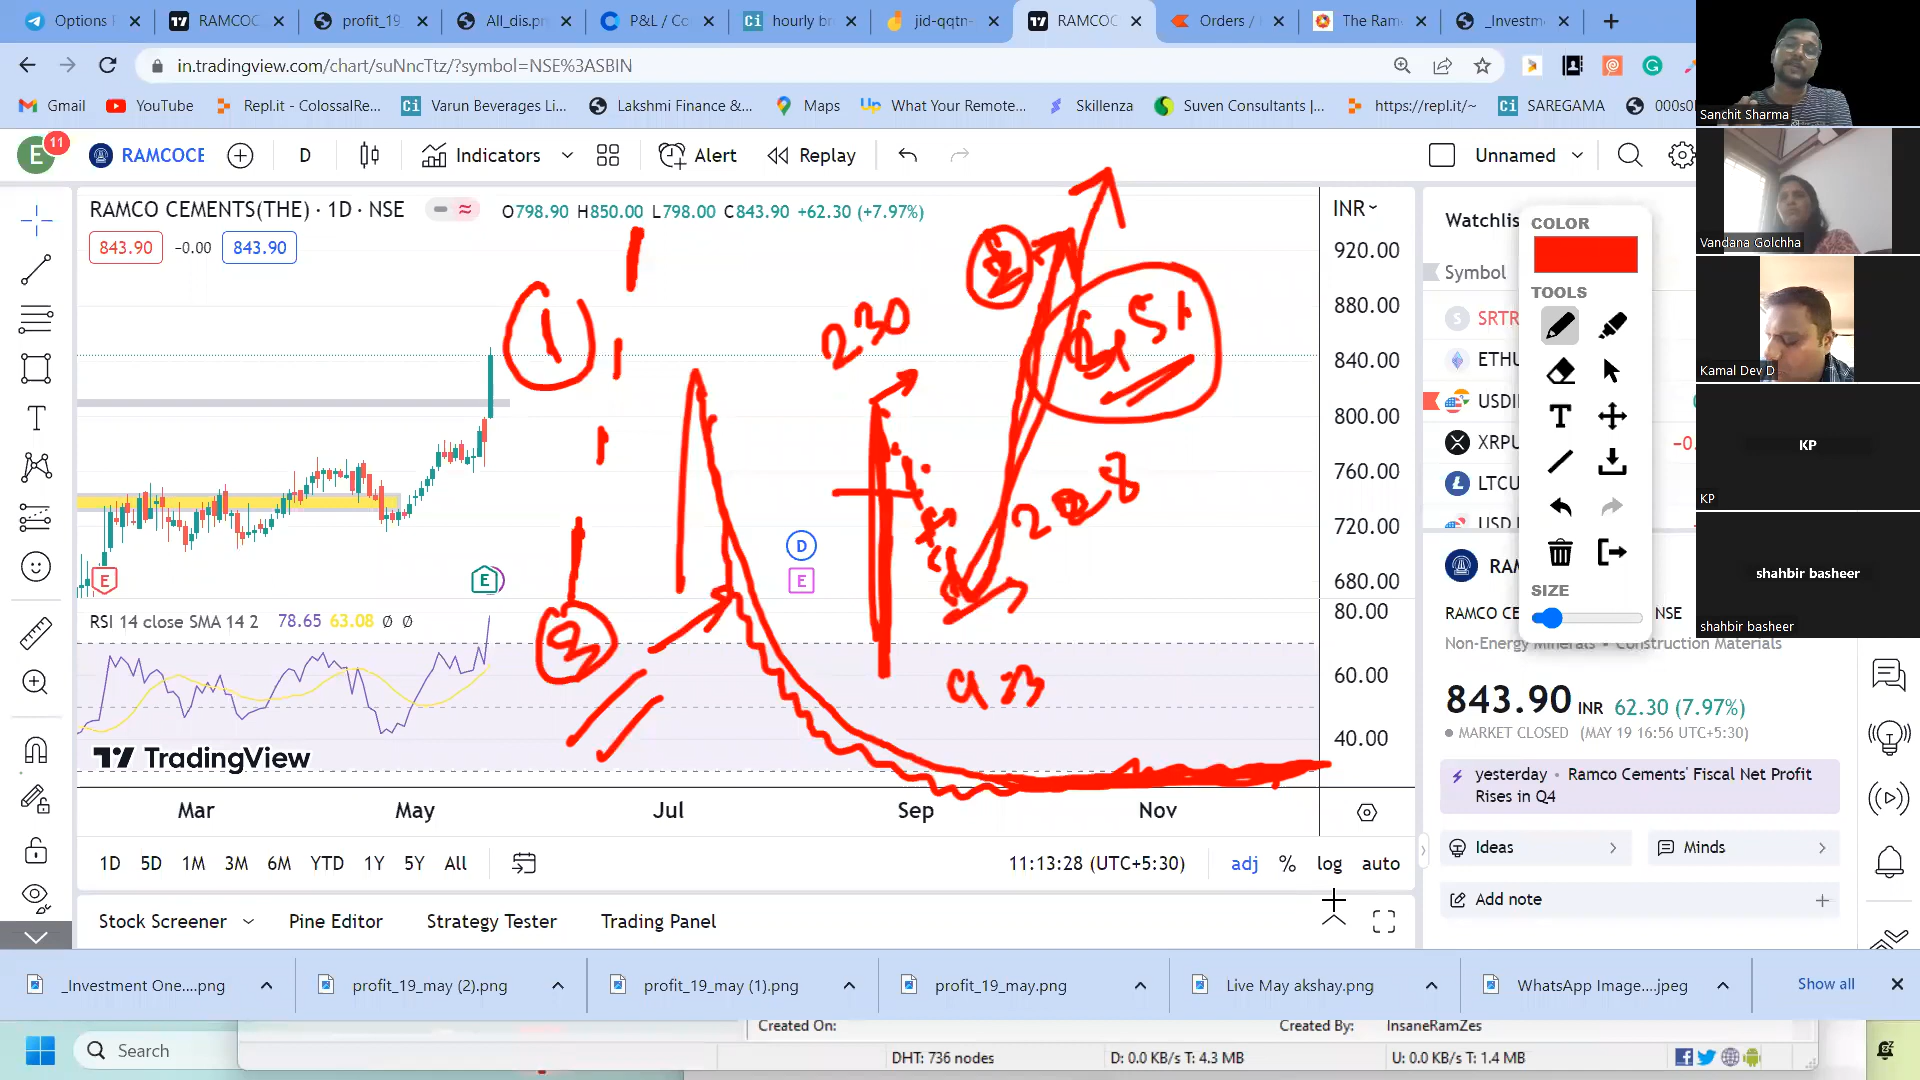 Options
RAMCOC
profit_19
All_dis.pn
P&L / Co
hourly br
jid-qqtn-
RAMCOC
Orders /
The Ram
_Investm
in.tradingview.com/chart/suNncTtz/?symbol=NSE%3ASBIN
Gmail
YouTube
Repl.it - ColossalRe...
Varun Beverages Li...
Lakshmi Finance &...
Maps
What Your Remote...
Skillenza
Suven Consultants |...
https://repl.it/~
SAREGAMA
E
11
RAMCOCE
D
Indicators
Alert
Replay
Unnamed
RAMCO CEMENTS(THE) · 1D · NSE
O798.90 H850.00 L798.00 C843.90 +62.30 (+7.97%)
843.90
−0.00
843.90
INR
920.00
880.00
840.00
800.00
760.00
720.00
680.00
80.00
60.00
40.00
1
230
D
E
E
E
RSI 14 close SMA 14 2 78.65 63.08 Ø Ø
TradingView
Mar
May
Jul
Sep
Nov
1D 5D 1M 3M 6M YTD 1Y 5Y All
11:13:28 (UTC+5:30)
adj % log auto
Stock Screener
Pine Editor
Strategy Tester
Trading Panel
Watchlis
Symbol
SRTR
ETHU
USDI
XRPU
−0.
LTCU
USD
COLOR
TOOLS
T
SIZE
RAM
RAMCO CE
NSE
Non-Energy Minerals • Construction Materials
843.90 INR 62.30 (7.97%)
MARKET CLOSED (MAY 19 16:56 UTC+5:30)
yesterday • Ramco Cements' Fiscal Net Profit
Rises in Q4
Ideas
Minds
Add note
Sanchit Sharma
Vandana Golchha
Kamal Dev D
KP
KP
shahbir basheer
shahbir basheer
_Investment One....png
profit_19_may (2).png
profit_19_may (1).png
profit_19_may.png
Live May akshay.png
WhatsApp Image....jpeg
Show all
Search
Created On:
Created By:
InsaneRamZes
DHT: 736 nodes
D: 0.0 KB/s T: 4.3 MB
U: 0.0 KB/s T: 1.4 MB